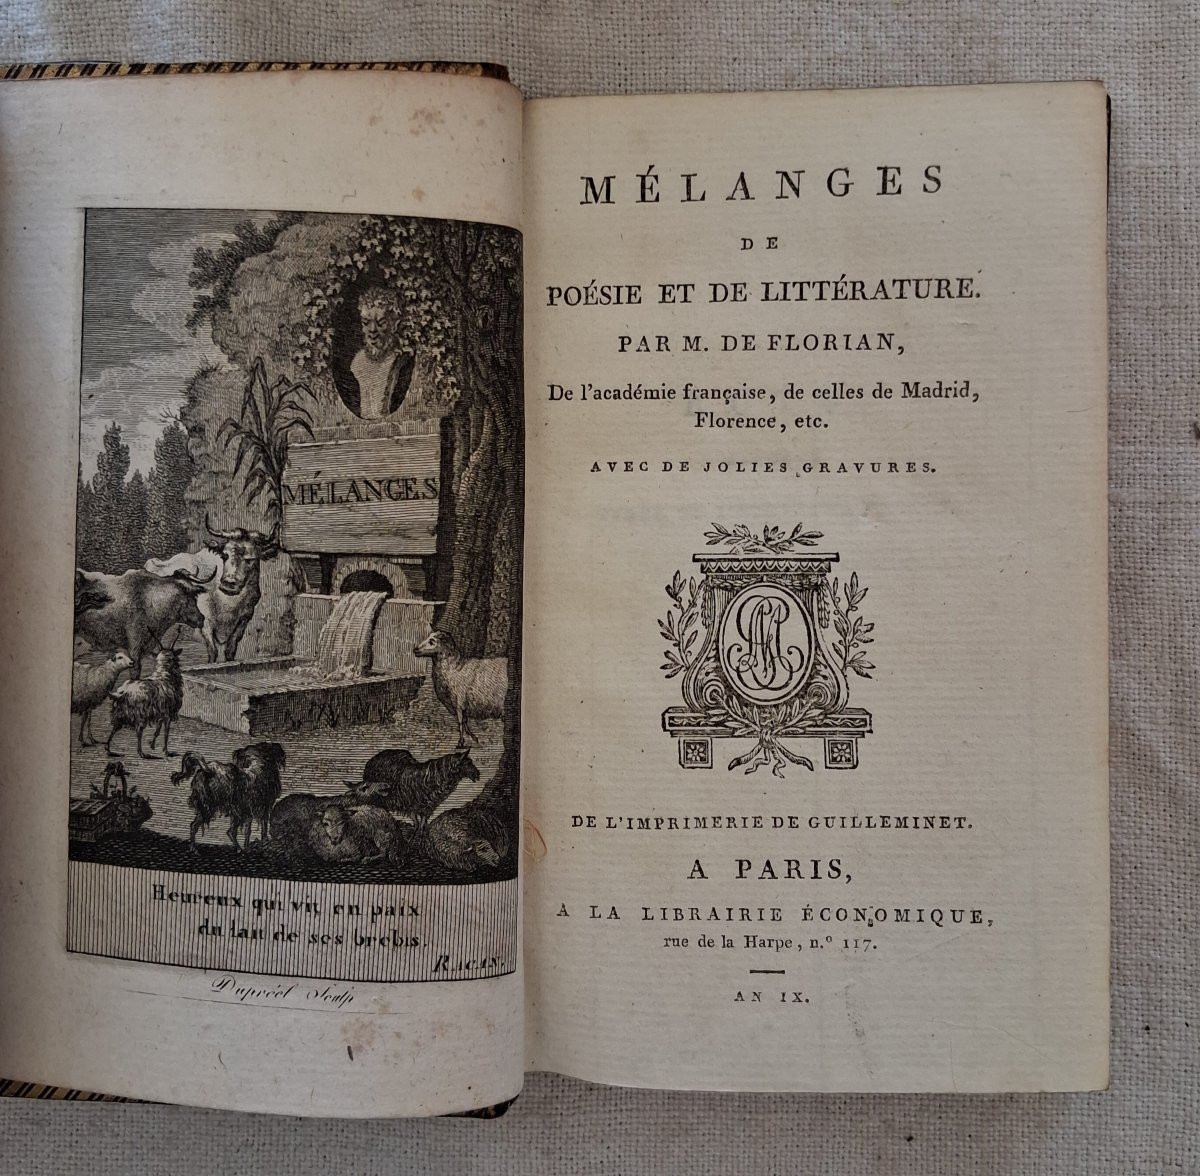 MÉLANGES
Heureux qui vit en paix
du lait de ses brebis.
RACAN.
Dupréel Sculp
MÉLANGES
DE
POÉSIE ET DE LITTÉRATURE.
PAR M. DE FLORIAN,
De l'académie française, de celles de Madrid,
Florence, etc.
AVEC DE JOLIES GRAVURES.
DE L'IMPRIMERIE DE GUILLEMINET.
A PARIS,
A LA LIBRAIRIE ÉCONOMIQUE,
rue de la Harpe, n.º 117.
AN IX.